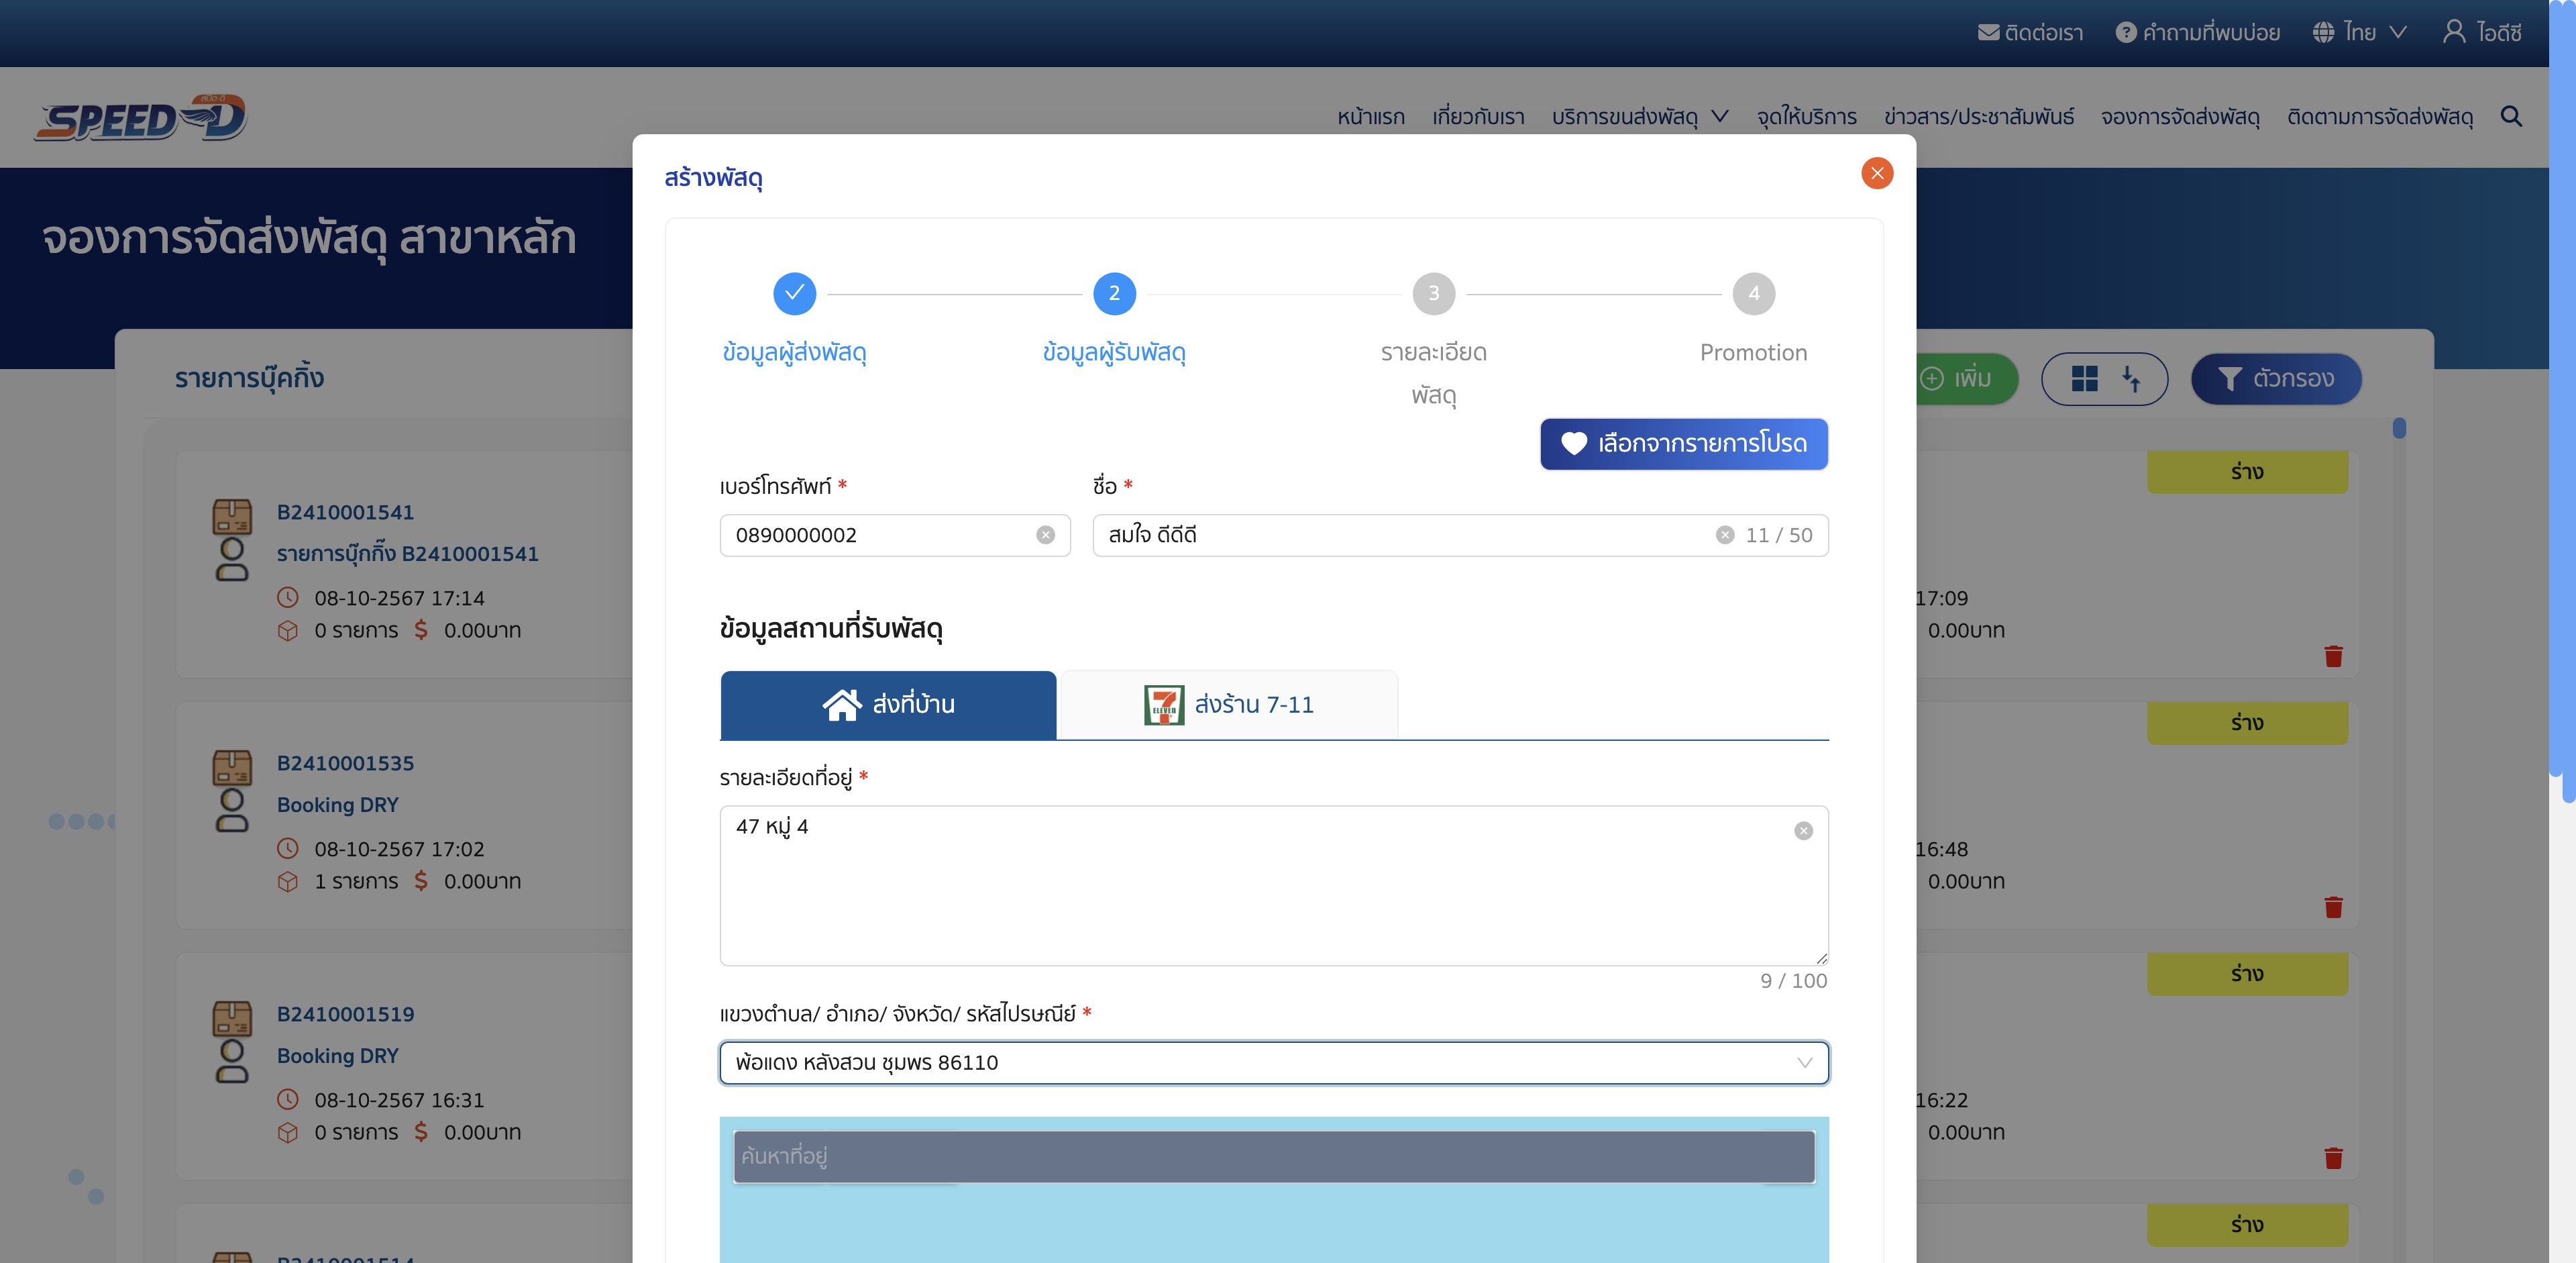 ติดต่อเรา คำถามที่พบบ่อย ไทย ไอดีซี
SPEED-D
หน้าแรก เกี่ยวกับเรา บริการขนส่งพัสดุ จุดให้บริการ ข่าวสาร/ประชาสัมพันธ์ จองการจัดส่งพัสดุ ติดตามการจัดส่งพัสดุ
จองการจัดส่งพัสดุ สาขาหลัก
รายการบุ๊คกิ้ง
เพิ่ม
ตัวกรอง
B2410001541
รายการบุ๊กกิ๊ง B2410001541
08-10-2567 17:14
0 รายการ 0.00บาท
B2410001535
Booking DRY
08-10-2567 17:02
1 รายการ 0.00บาท
B2410001519
Booking DRY
08-10-2567 16:31
0 รายการ 0.00บาท
สร้างพัสดุ
2
3
4
ข้อมูลผู้ส่งพัสดุ
ข้อมูลผู้รับพัสดุ
รายละเอียด
พัสดุ
Promotion
เลือกจากรายการโปรด
เบอร์โทรศัพท์ *
ชื่อ *
0890000002
สมใจ ดีดีดี
11 / 50
ข้อมูลสถานที่รับพัสดุ
ส่งที่บ้าน
7 ELEVEN
ส่งร้าน 7-11
รายละเอียดที่อยู่ *
47 หมู่ 4
9 / 100
แขวงตำบล/ อำเภอ/ จังหวัด/ รหัสไปรษณีย์ *
พ้อแดง หลังสวน ชุมพร 86110
ค้นหาที่อยู่
ร่าง
17:09
0.00บาท
ร่าง
16:48
0.00บาท
ร่าง
16:22
0.00บาท
ร่าง